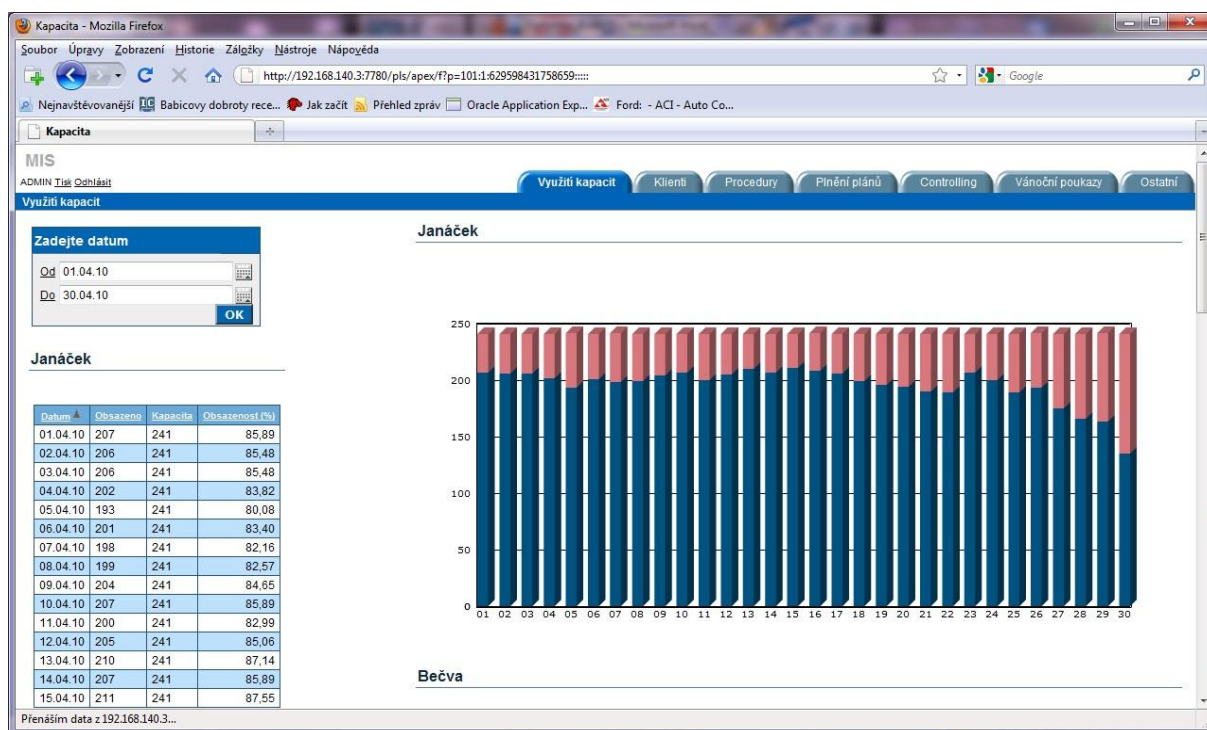 Kapacita - Mozilla Firefox
Soubor Úpravy Zobrazení Historie Záložky Nástroje Nápověda
http://192.168.140.3:7780/pls/apex/f?p=101:1:629598431758659:::::
Google
Nejnavštěvovanější Babicovy dobroty rece... Jak začít Přehled zpráv Oracle Application Exp... Ford: - ACI - Auto Co...
Kapacita
MIS
ADMIN Tisk Odhlásit
Využití kapacit Klienti Procedury Plnění plánů Controlling Vánoční poukazy Ostatní
Využití kapacit
Zadejte datum
Od 01.04.10
Do 30.04.10
OK
Janáček
Datum Obsazeno Kapacita Obsazenost (%)
01.04.10 207 241 85,89
02.04.10 206 241 85,48
03.04.10 206 241 85,48
04.04.10 202 241 83,82
05.04.10 193 241 80,08
06.04.10 201 241 83,40
07.04.10 198 241 82,16
08.04.10 199 241 82,57
09.04.10 204 241 84,65
10.04.10 207 241 85,89
11.04.10 200 241 82,99
12.04.10 205 241 85,06
13.04.10 210 241 87,14
14.04.10 207 241 85,89
15.04.10 211 241 87,55
Janáček
250
200
150
100
50
0
01 02 03 04 05 06 07 08 09 10 11 12 13 14 15 16 17 18 19 20 21 22 23 24 25 26 27 28 29 30
Bečva
Přenáším data z 192.168.140.3...